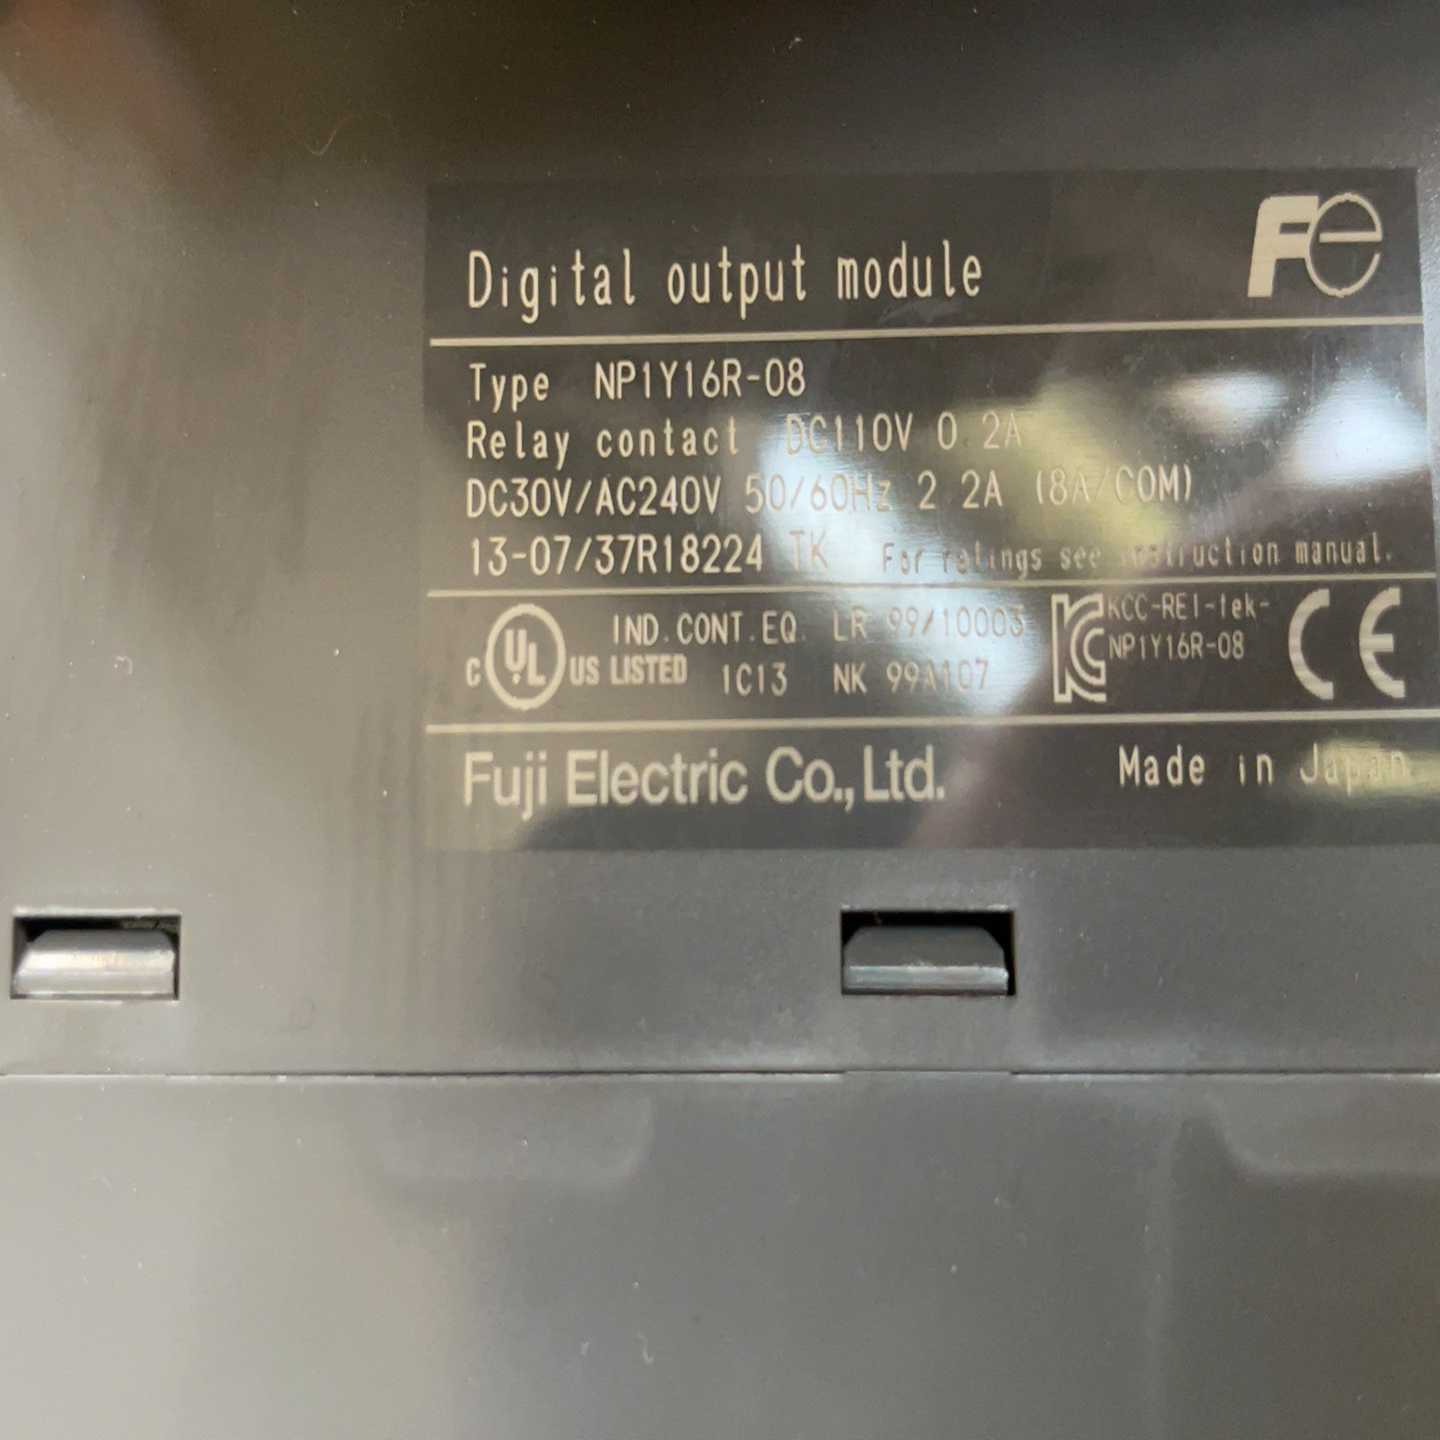 Fe
Digital output module
Type NP1Y16R-08
Relay contact DC110V 0.2A
DC30V/AC240V 50/60Hz 2.2A (8A/COM)
13-07/37R18224 TK For ratings see instruction manual.
C UL US LISTED IND.CONT.EQ. LR 99/10003
1C13 NK 99A107
KC KCC-REI-tek-
NP1Y16R-08
CE
Fuji Electric Co.,Ltd. Made in Japan